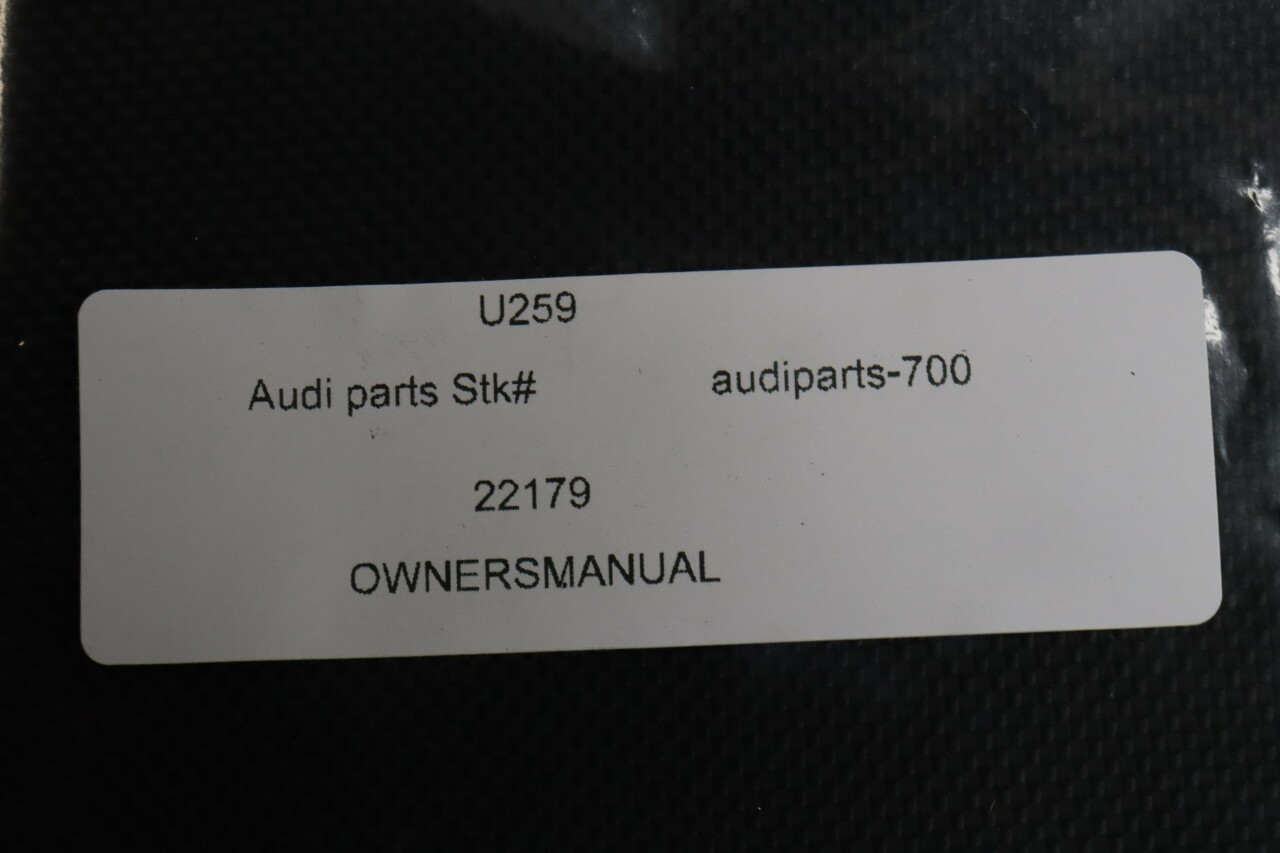 U259
Audi parts Stk# audiparts-700
22179
OWNERSMANUAL